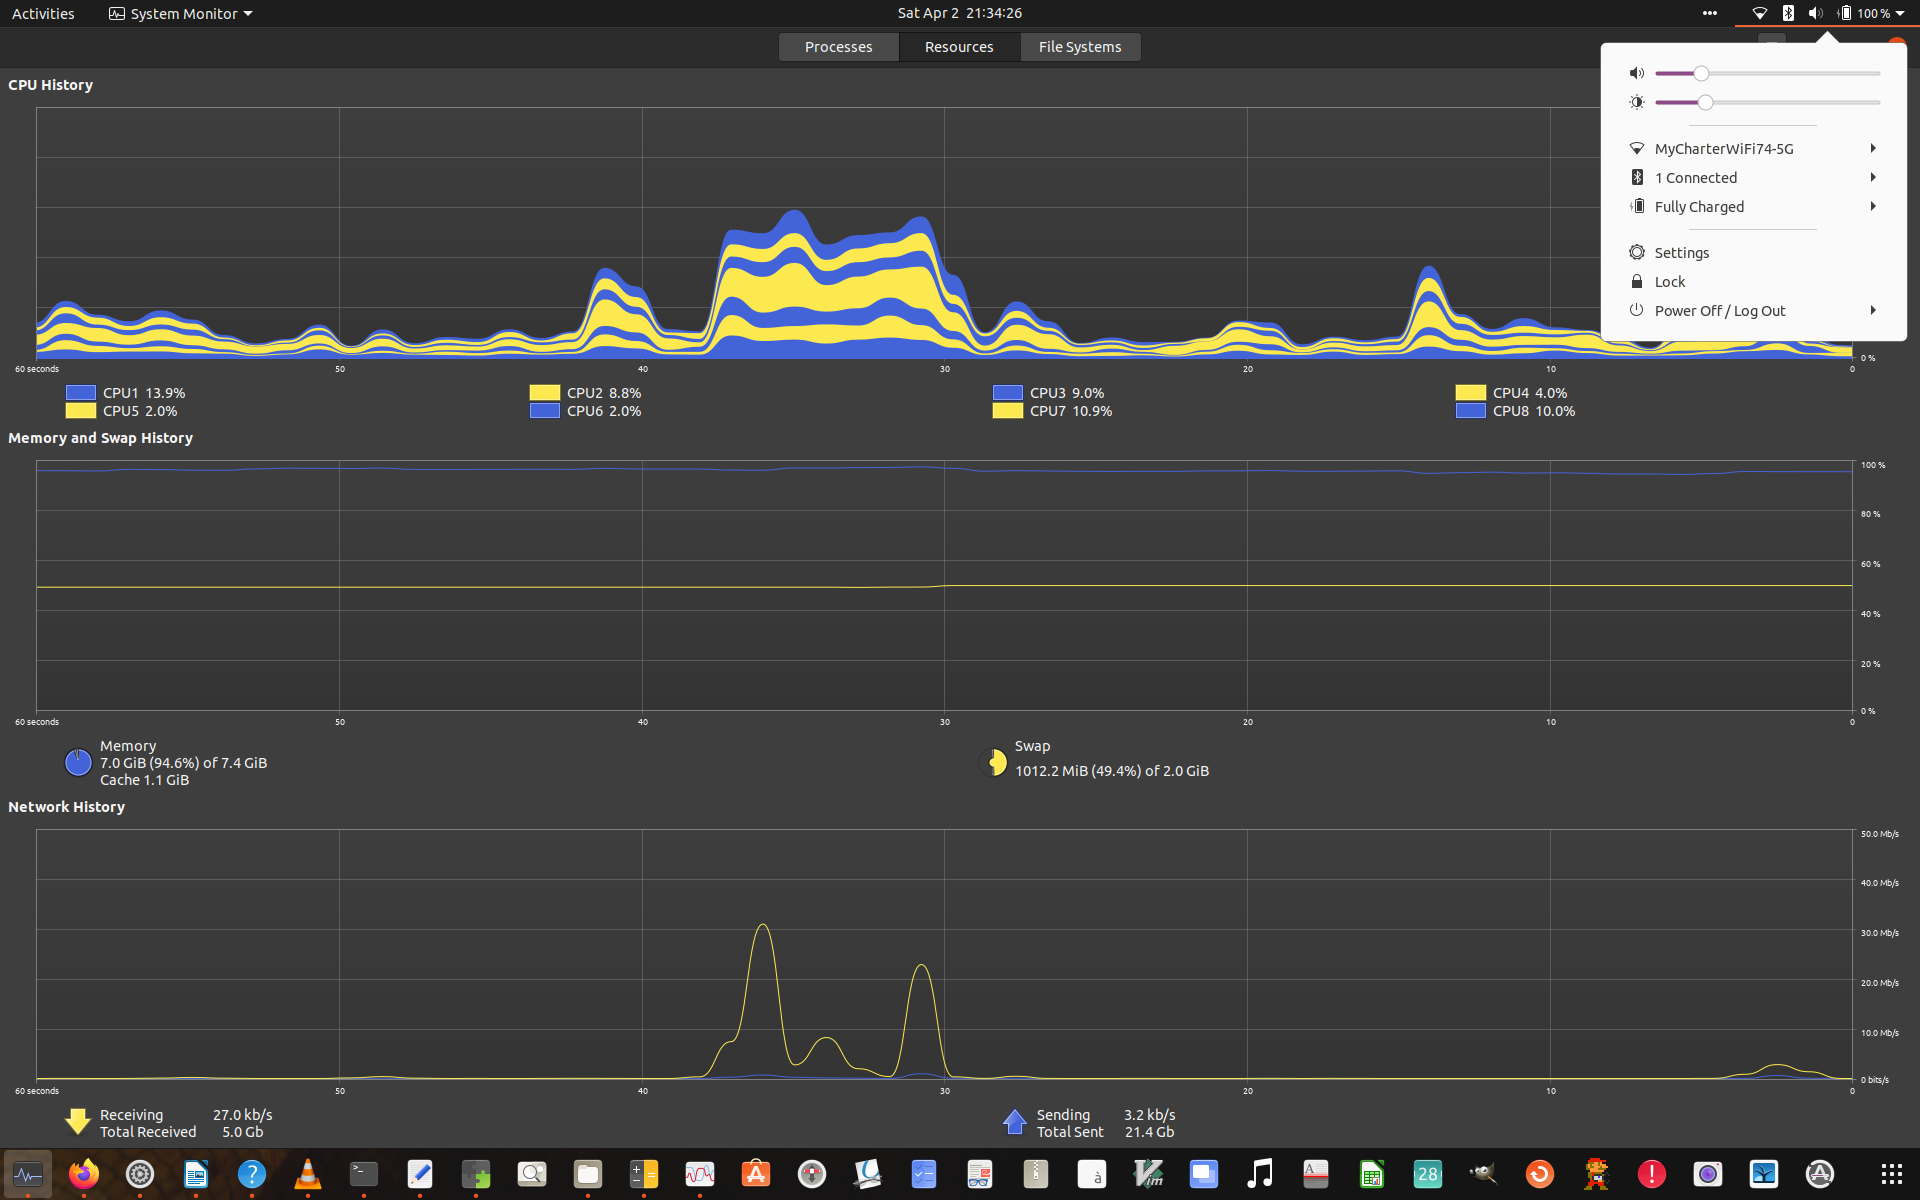 Activities System Monitor Sat Apr 2 21:34:26 100 %
Processes Resources File Systems
CPU History
MyCharterWiFi74-5G
1 Connected
Fully Charged
Settings
Lock
Power Off / Log Out
0 %
60 seconds 50 40 30 20 10 0
CPU1 13.9% CPU2 8.8% CPU3 9.0% CPU4 4.0%
CPU5 2.0% CPU6 2.0% CPU7 10.9% CPU8 10.0%
Memory and Swap History
100 %
80 %
60 %
40 %
20 %
0 %
60 seconds 50 40 30 20 10 0
Memory
7.0 GiB (94.6%) of 7.4 GiB
Cache 1.1 GiB
Swap
1012.2 MiB (49.4%) of 2.0 GiB
Network History
50.0 Mb/s
40.0 Mb/s
30.0 Mb/s
20.0 Mb/s
10.0 Mb/s
0 bits/s
60 seconds 50 40 30 20 10 0
Receiving 27.0 kb/s
Total Received 5.0 Gb
Sending 3.2 kb/s
Total Sent 21.4 Gb
>_ ? A à Vim A 28 !